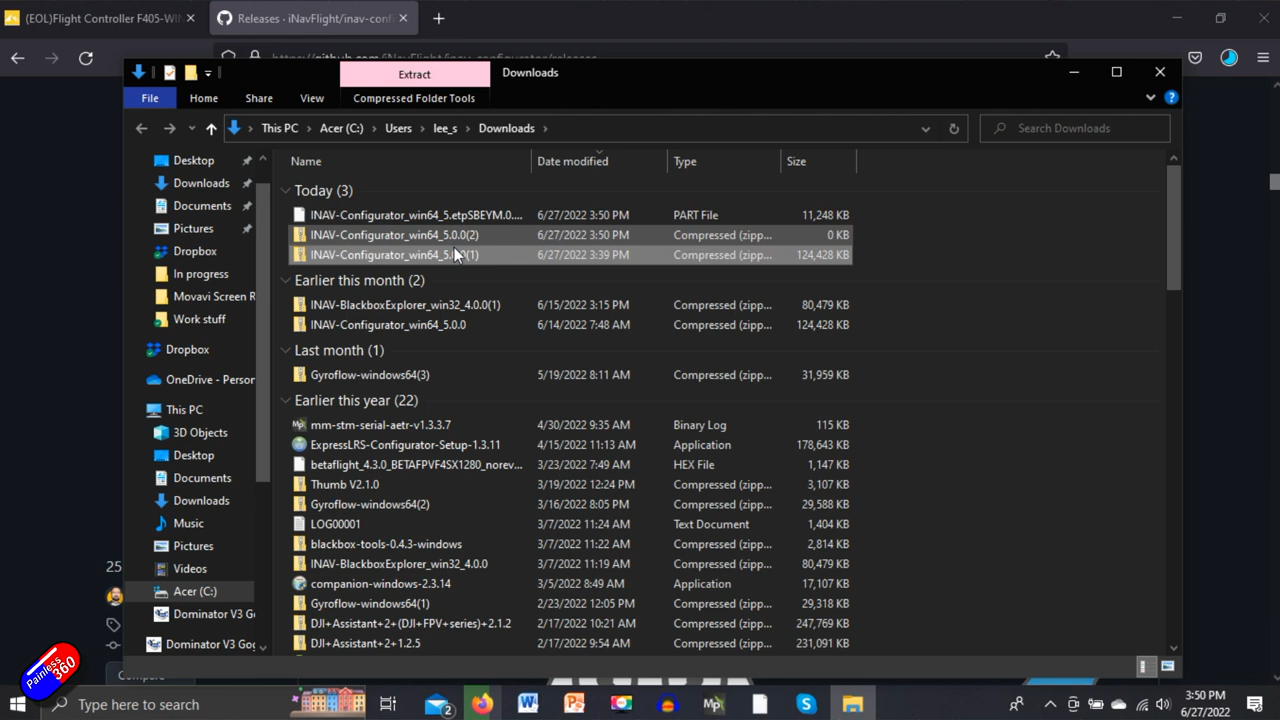 (EOL)Flight Controller F405-WIN
Releases · iNavFlight/inav-conf
Extract
Downloads
File
Home
Share
View
Compressed Folder Tools
This PC > Acer (C:) > Users > lee_s > Downloads >
Search Downloads
Name
Date modified
Type
Size
Desktop
Downloads
Documents
Pictures
Dropbox
In progress
Movavi Screen R
Work stuff
Dropbox
OneDrive - Person
This PC
3D Objects
Desktop
Documents
Downloads
Music
Pictures
Videos
Acer (C:)
Dominator V3 Go
Dominator V3 Gog
Today (3)
INAV-Configurator_win64_5.etpSBEYM.0.... 6/27/2022 3:50 PM PART File 11,248 KB
INAV-Configurator_win64_5.0.0(2) 6/27/2022 3:50 PM Compressed (zipp... 0 KB
INAV-Configurator_win64_5. (1) 6/27/2022 3:39 PM Compressed (zipp... 124,428 KB
Earlier this month (2)
INAV-BlackboxExplorer_win32_4.0.0(1) 6/15/2022 3:15 PM Compressed (zipp... 80,479 KB
INAV-Configurator_win64_5.0.0 6/14/2022 7:48 AM Compressed (zipp... 124,428 KB
Last month (1)
Gyroflow-windows64(3) 5/19/2022 8:11 AM Compressed (zipp... 31,959 KB
Earlier this year (22)
mm-stm-serial-aetr-v1.3.3.7 4/30/2022 9:35 AM Binary Log 115 KB
ExpressLRS-Configurator-Setup-1.3.11 4/15/2022 11:13 AM Application 178,643 KB
betaflight_4.3.0_BETAFPVF4SX1280_norev... 3/23/2022 7:49 AM HEX File 1,147 KB
Thumb V2.1.0 3/19/2022 12:24 PM Compressed (zipp... 3,107 KB
Gyroflow-windows64(2) 3/16/2022 8:05 PM Compressed (zipp... 29,588 KB
LOG00001 3/7/2022 11:24 AM Text Document 1,404 KB
blackbox-tools-0.4.3-windows 3/7/2022 11:22 AM Compressed (zipp... 2,814 KB
INAV-BlackboxExplorer_win32_4.0.0 3/7/2022 11:19 AM Compressed (zipp... 80,479 KB
companion-windows-2.3.14 3/5/2022 8:49 AM Application 17,107 KB
Gyroflow-windows64(1) 2/23/2022 12:05 PM Compressed (zipp... 29,318 KB
DJI+Assistant+2+(DJI+FPV+series)+2.1.2 2/17/2022 10:21 AM Compressed (zipp... 247,769 KB
DJI+Assistant+2+1.2.5 2/17/2022 9:54 AM Compressed (zipp... 231,091 KB
25
Painless360
Type here to search
2
3:50 PM
6/27/2022